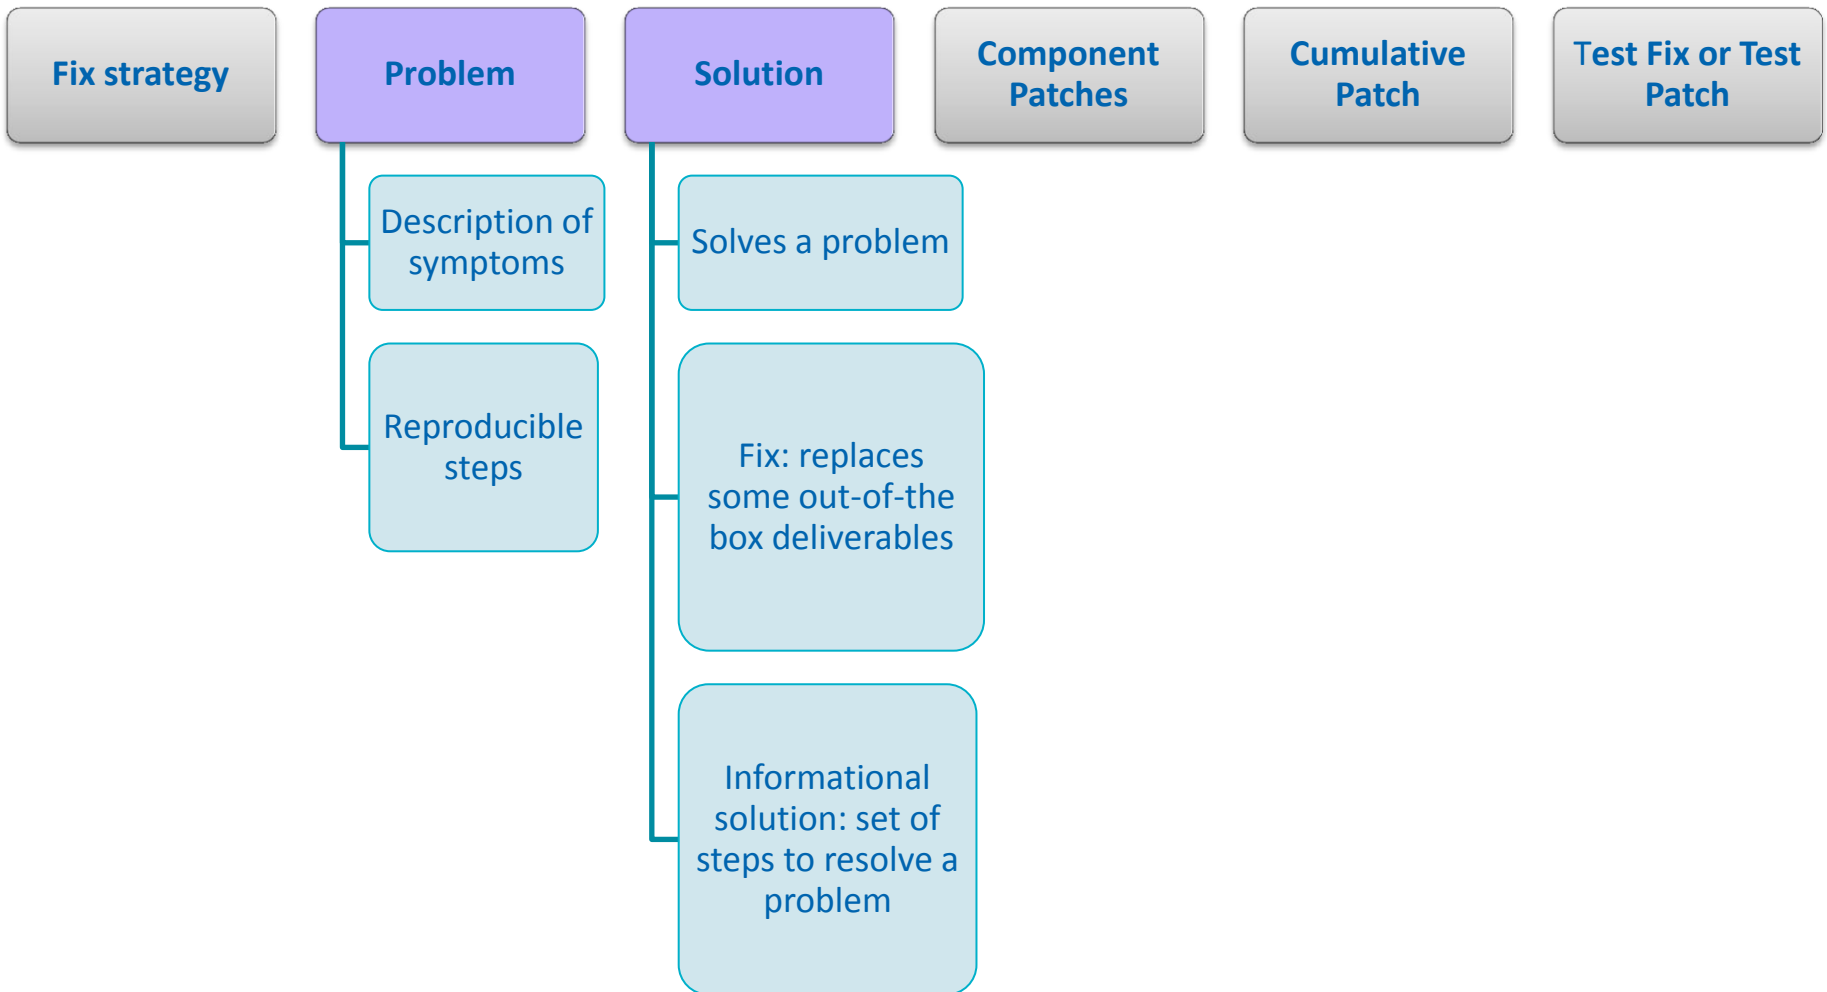 Fix strategy
Problem
Solution
Component
Patches
Cumulative
Patch
Test Fix or Test
Patch
Description of
symptoms
Reproducible
steps
Solves a problem
Fix: replaces
some out-of-the
box deliverables
Informational
solution: set of
steps to resolve a
problem